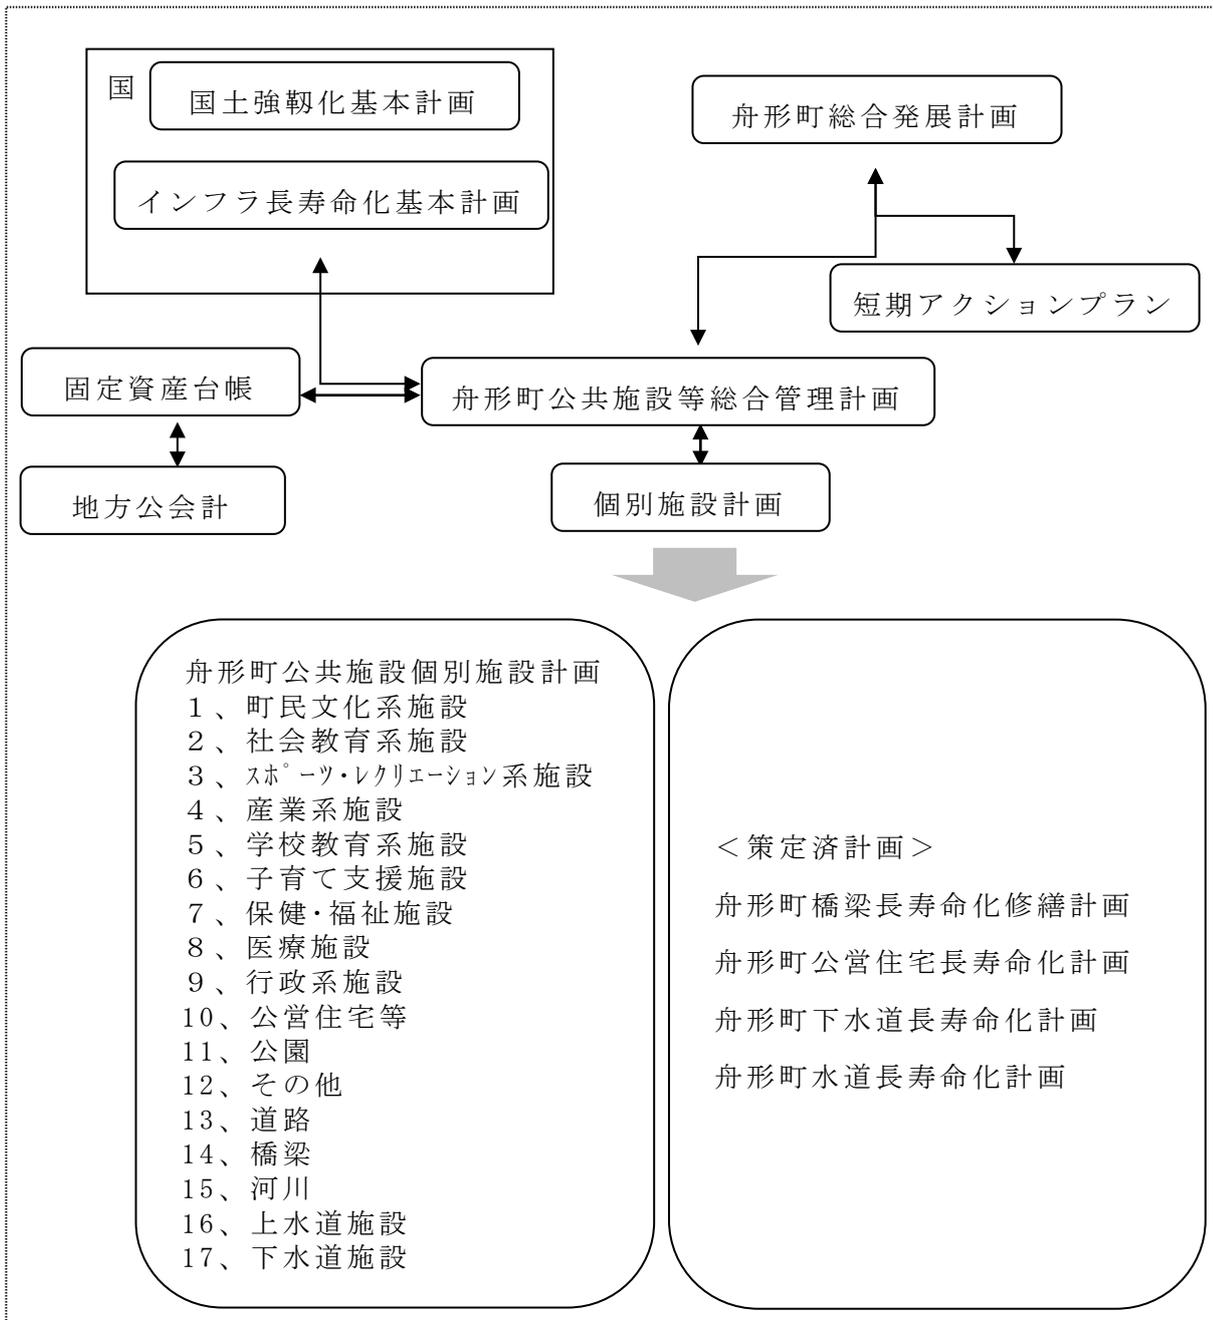 国
国土強靱化基本計画
インフラ長寿命化基本計画
舟形町総合発展計画
短期アクションプラン
固定資産台帳
舟形町公共施設等総合管理計画
地方公会計
個別施設計画
舟形町公共施設個別施設計画
１、町民文化系施設
２、社会教育系施設
３、ｽﾎﾟｰﾂ・ﾚｸﾘｴｰｼｮﾝ系施設
４、産業系施設
５、学校教育系施設
６、子育て支援施設
７、保健・福祉施設
８、医療施設
９、行政系施設
10、公営住宅等
11、公園
12、その他
13、道路
14、橋梁
15、河川
16、上水道施設
17、下水道施設
＜策定済計画＞
舟形町橋梁長寿命化修繕計画
舟形町公営住宅長寿命化計画
舟形町下水道長寿命化計画
舟形町水道長寿命化計画